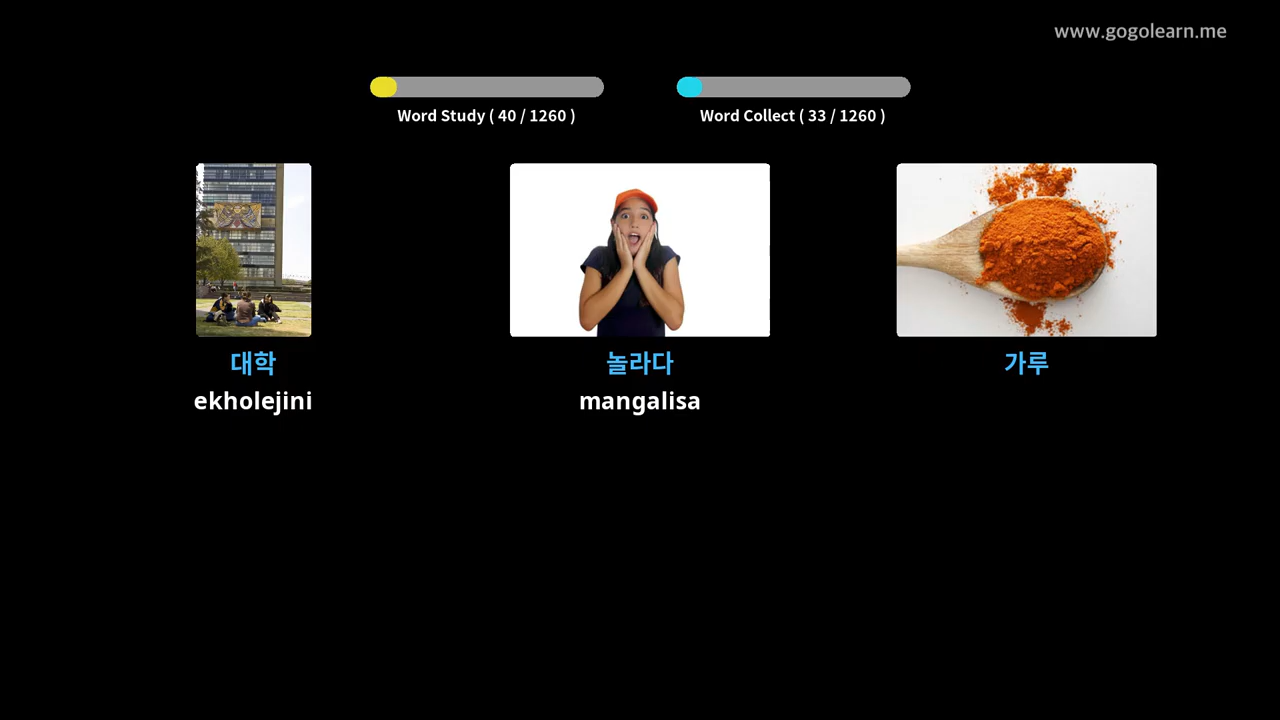 www.gogolearn.me
Word Study ( 40 / 1260 )
Word Collect ( 33 / 1260 )
대학
놀라다
가루
ekholejini
mangalisa